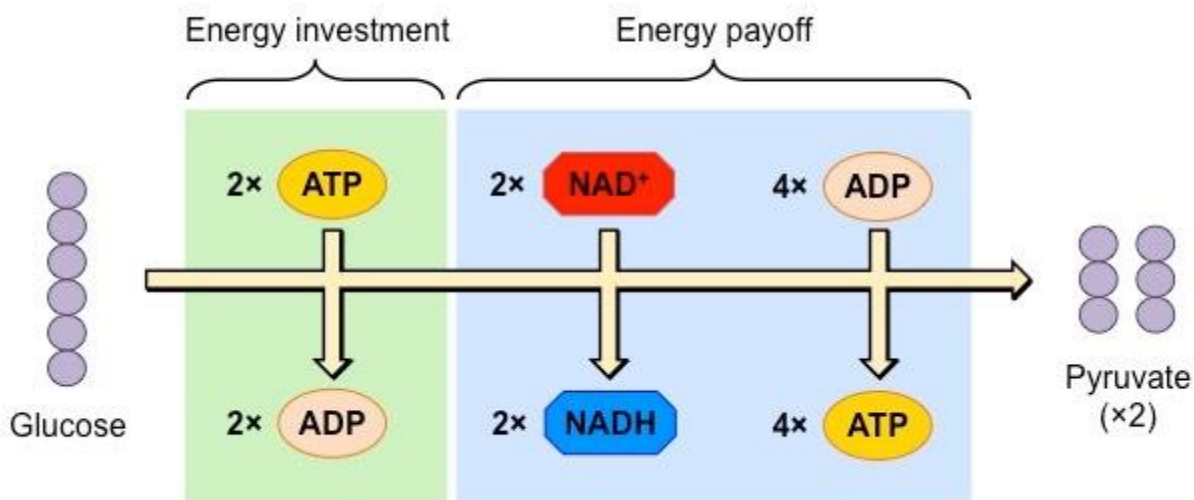 Energy investment
Energy payoff
2× ATP
2× NAD⁺
4× ADP
Glucose
2× ADP
2× NADH
4× ATP
Pyruvate
(×2)